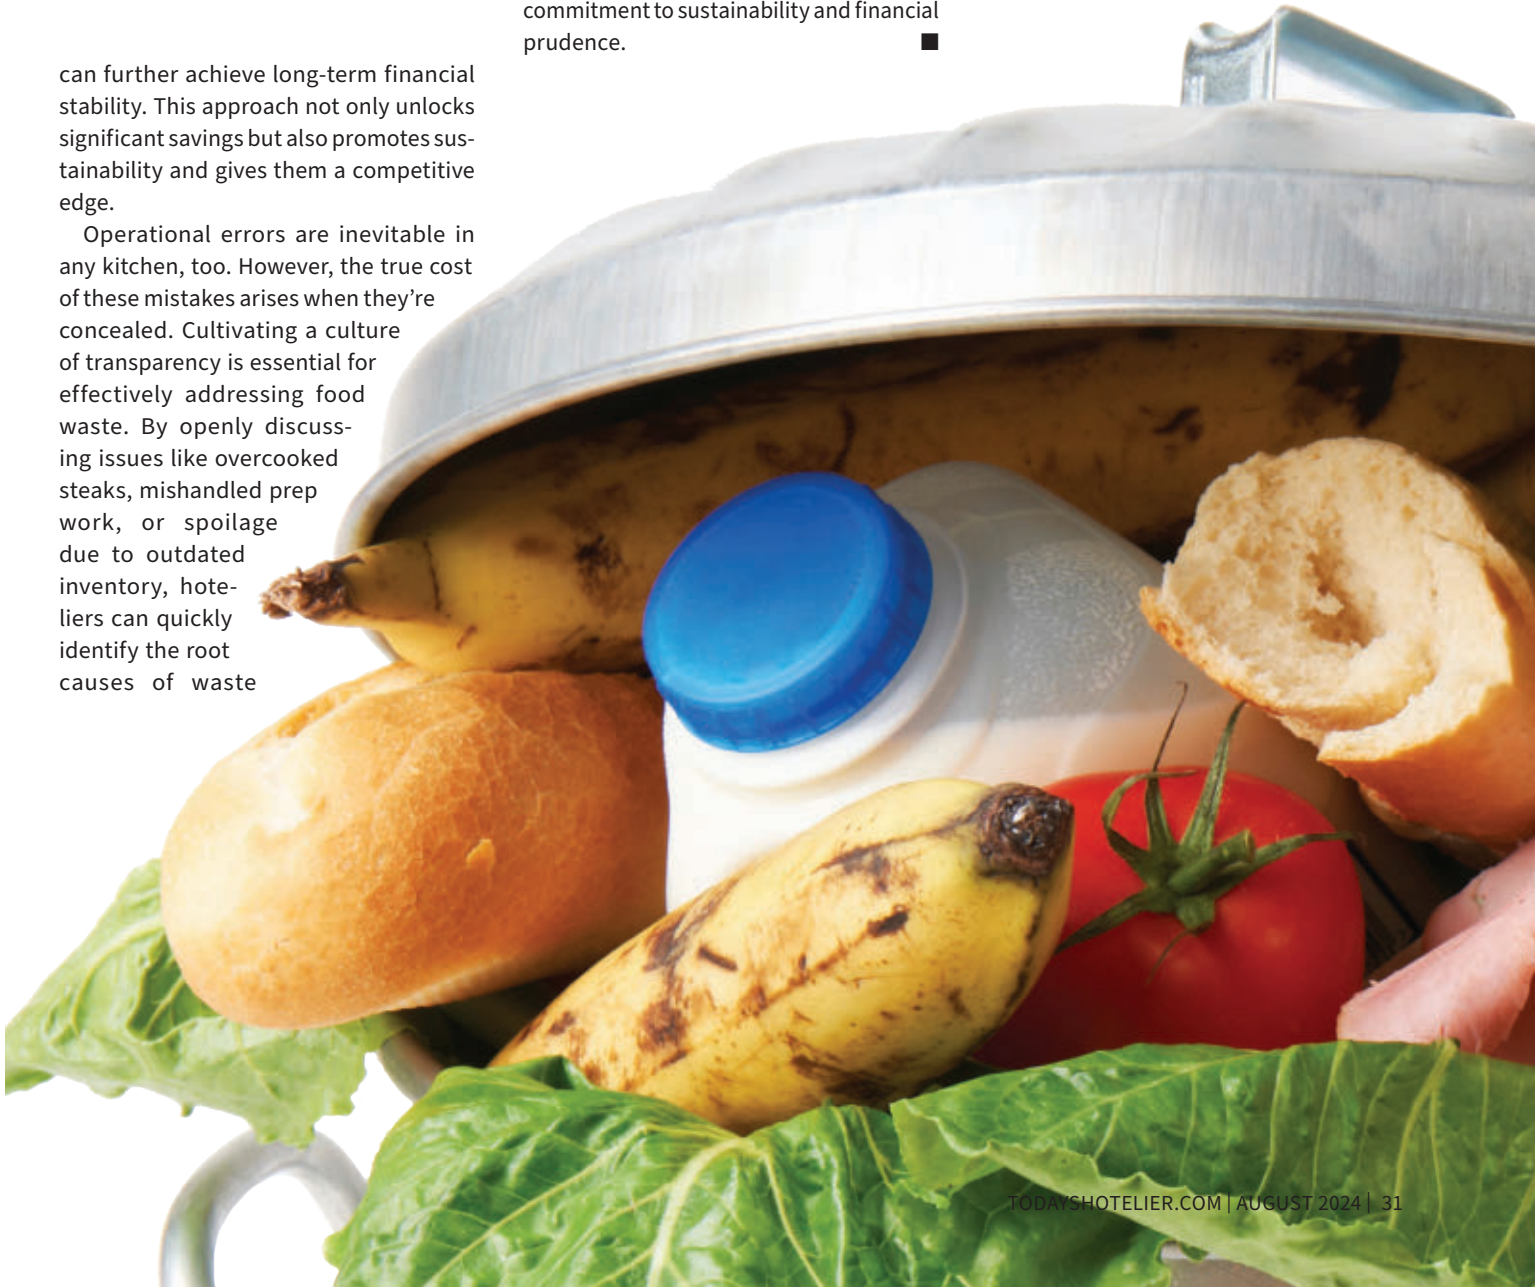 can further achieve long-term financial
stability. This approach not only unlocks
significant savings but also promotes sus-
tainability and gives them a competitive
edge.
Operational errors are inevitable in
any kitchen, too. However, the true cost
of these mistakes arises when they’re
concealed. Cultivating a culture
of transparency is essential for
effectively addressing food
waste. By openly discuss-
ing issues like overcooked
steaks, mishandled prep
work, or spoilage
due to outdated
inventory, hote-
liers can quickly
identify the root
causes of waste
commitment to sustainability and financial
prudence. ■
TODAYSHOTELIER.COM | AUGUST 2024 | 31